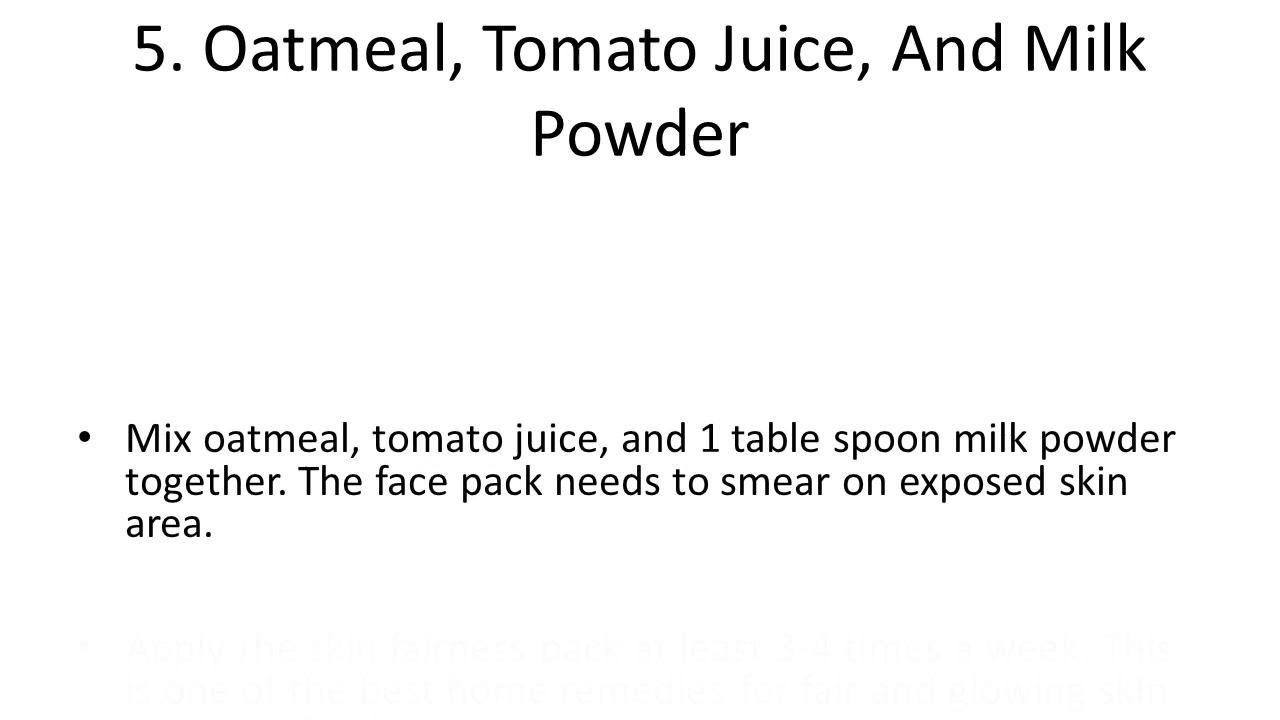 5. Oatmeal, Tomato Juice, And Milk
Powder
• Mix oatmeal, tomato juice, and 1 table spoon milk powder
together. The face pack needs to smear on exposed skin
area.
• Apply the skin fairness pack at least 3-4 times a week. This
is one of the best home remedies for fair and glowing skin